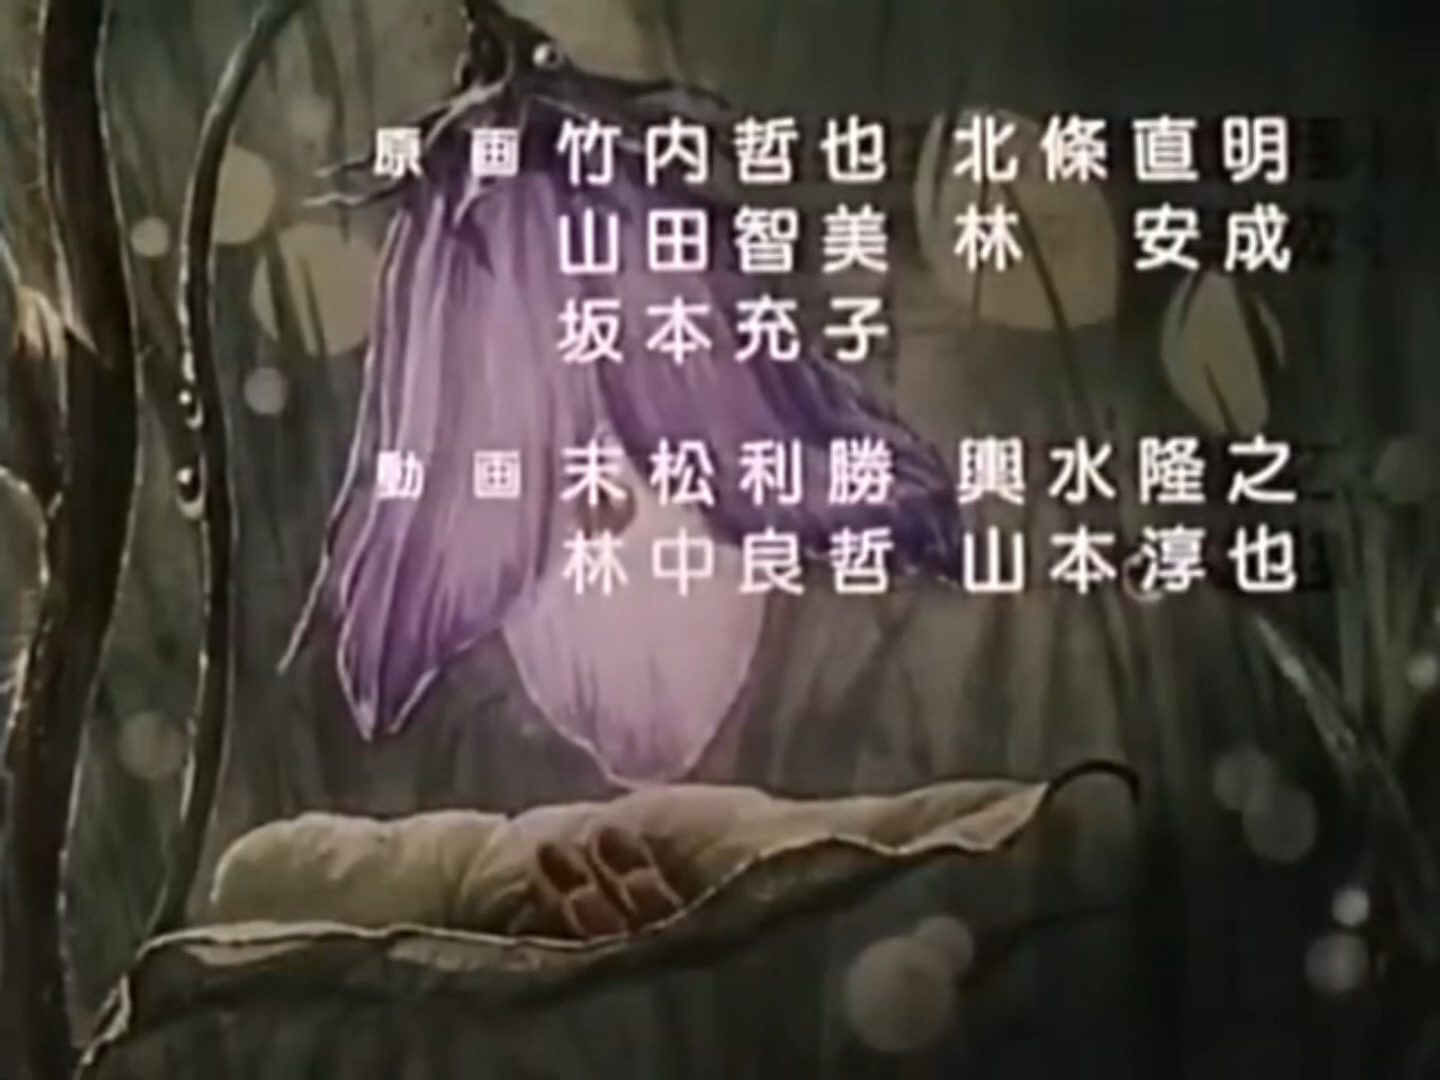 原画 竹内哲也 北條直明
山田智美 林 安成
坂本充子
動画 末松利勝 輿水隆之
林中良哲 山本淳也